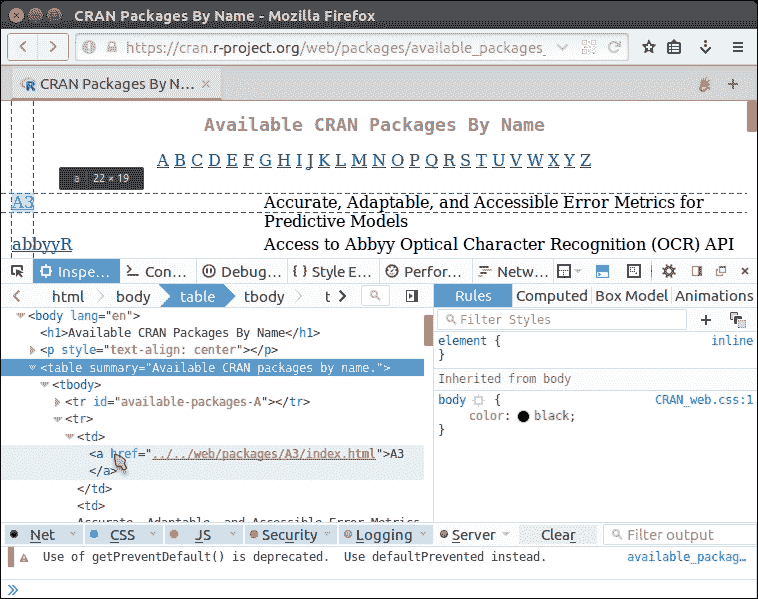 CRAN Packages By Name - Mozilla Firefox
https://cran.r-project.org/web/packages/available_packages_
CRAN Packages By N...
Available CRAN Packages By Name
A B C D E F G H I J K L M N O P Q R S T U V W X Y Z
a 22 × 19
A3 Accurate, Adaptable, and Accessible Error Metrics for
Predictive Models
abbyyR Access to Abbyy Optical Character Recognition (OCR) API
Inspe... Con... Debug... { } Style E... Perfor... Netw...
html body table tbody t
Rules Computed Box Model Animations
<body lang="en">
<h1>Available CRAN Packages By Name</h1>
<p style="text-align: center"></p>
<table summary="Available CRAN packages by name.">
<tbody>
<tr id="available-packages-A"></tr>
<tr>
<td>
<a href="../../web/packages/A3/index.html">A3
</a>
</td>
<td>
Accurate, Adaptable, and Accessible Error Metrics
Filter Styles
element { inline
}
Inherited from body
body { CRAN_web.css:1
color: black;
}
Net CSS JS Security Logging Server Clear Filter output
Use of getPreventDefault() is deprecated. Use defaultPrevented instead. available_packag...